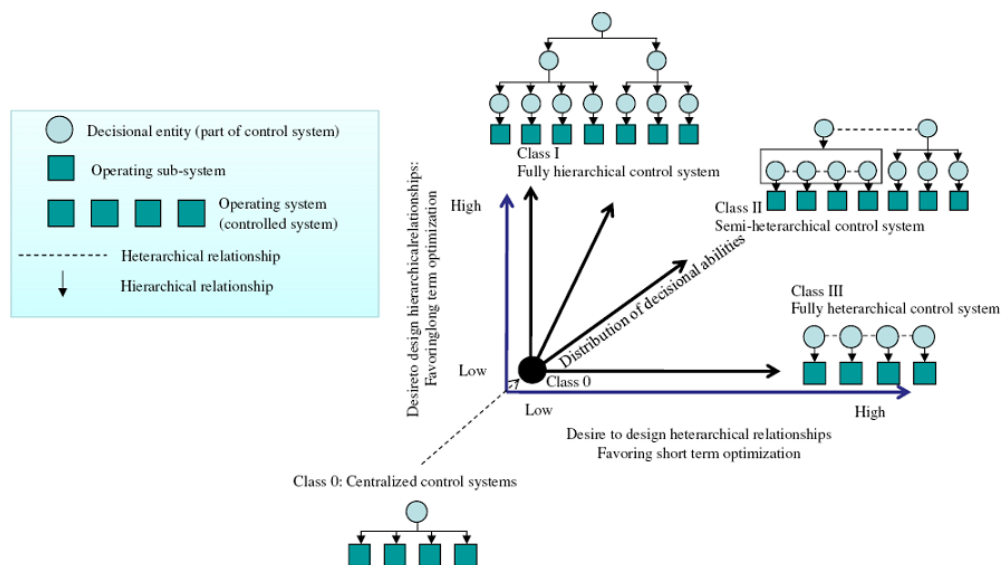 Decisional entity (part of control system)
Operating sub-system
Operating system
(controlled system)
Heterarchical relationship
Hierarchical relationship
Class I
Fully hierarchical control system
Class II
Semi-heterarchical control system
Class III
Fully heterarchical control system
Desireto design hierarchicalrelationships:
Favoringlong term optimization
High
Low
Distribution of decisional abilities
Class 0
Low
High
Desire to design heterarchical relationships
Favoring short term optimization
Class 0: Centralized control systems